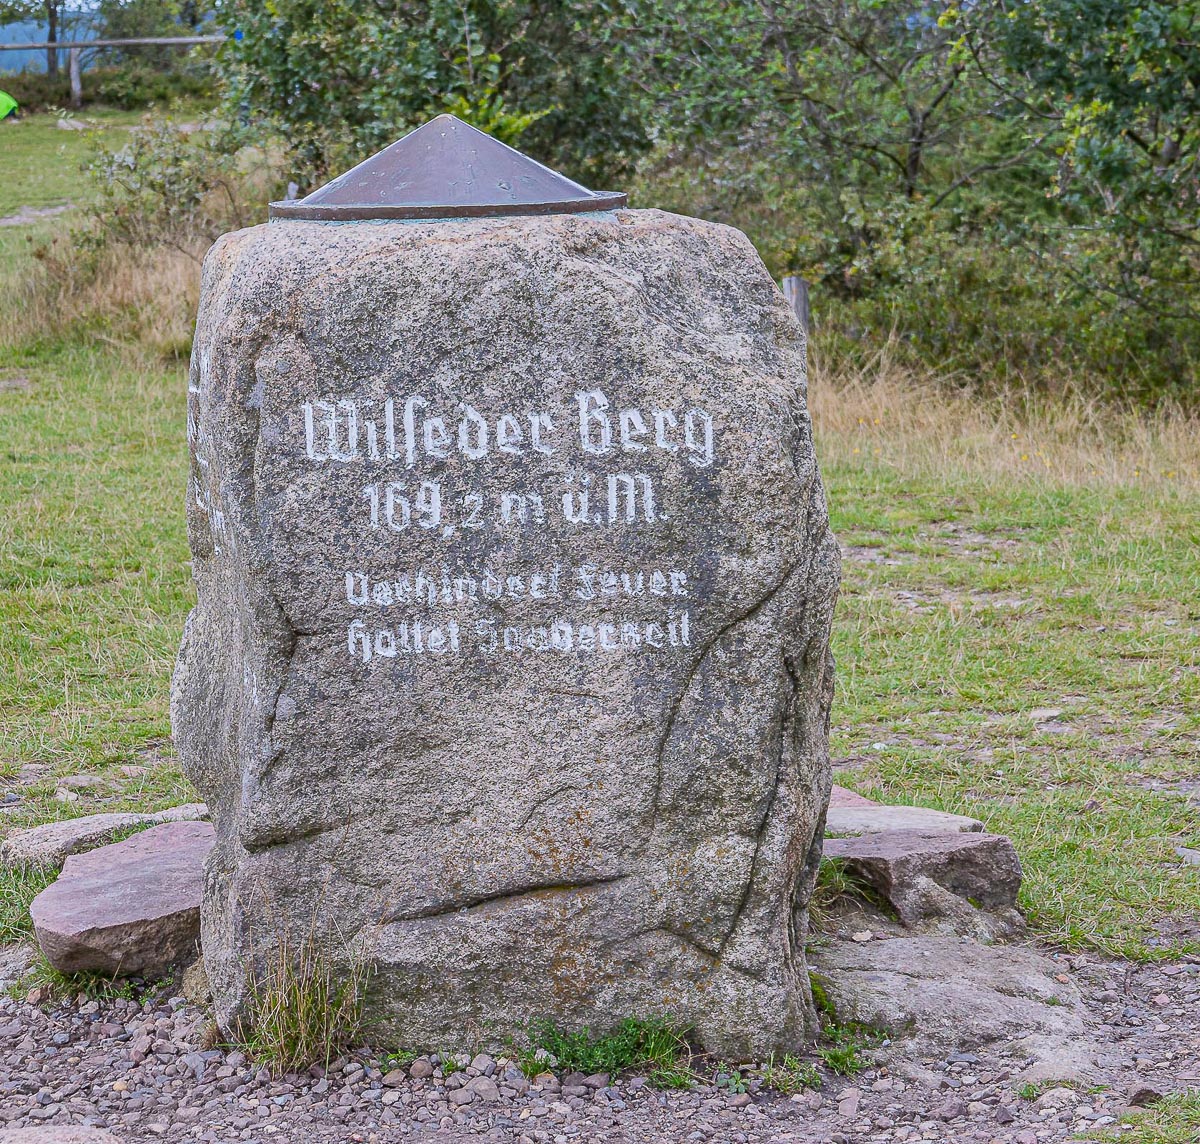 Wilseder Berg
169,2 m ü.M.
Verhindert Feuer
haltet Sauberkeit